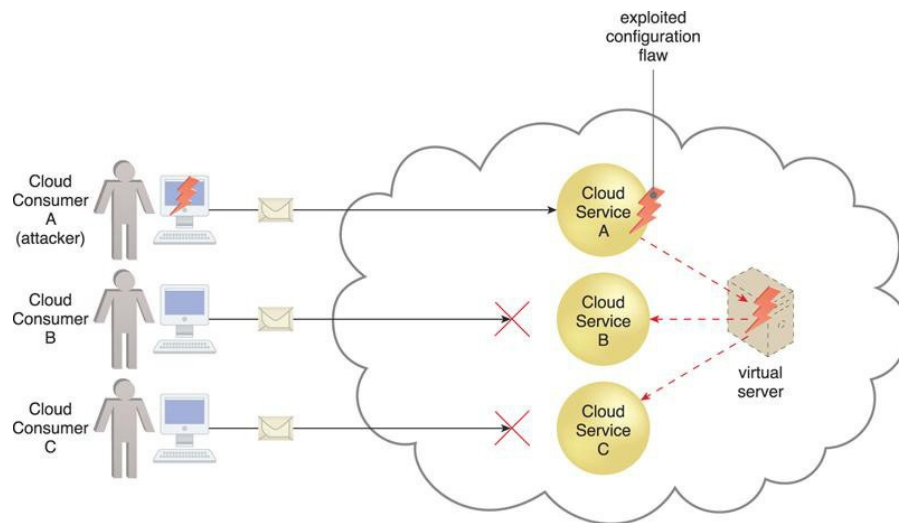 exploited
configuration
flaw
Cloud
Consumer
A
(attacker)
Cloud
Service
A
Cloud
Consumer
B
Cloud
Service
B
virtual
server
Cloud
Consumer
C
Cloud
Service
C